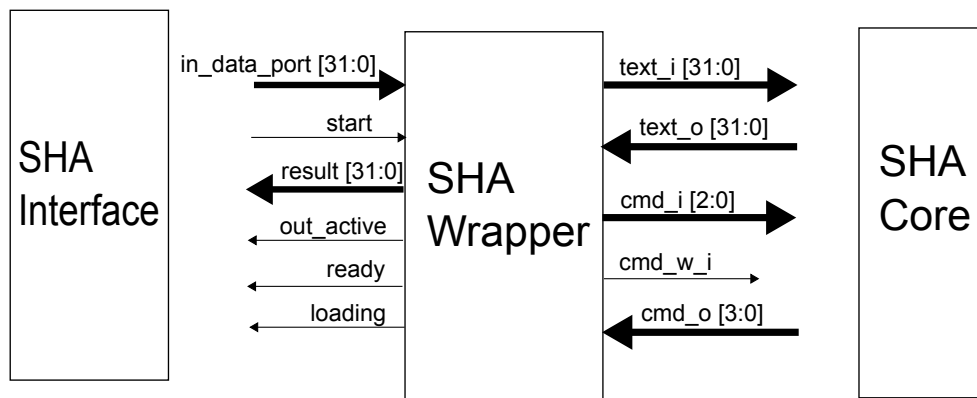 SHA
Interface
in_data_port [31:0]
start
result [31:0]
out_active
ready
loading
SHA
Wrapper
text_i [31:0]
text_o [31:0]
cmd_i [2:0]
cmd_w_i
cmd_o [3:0]
SHA
Core